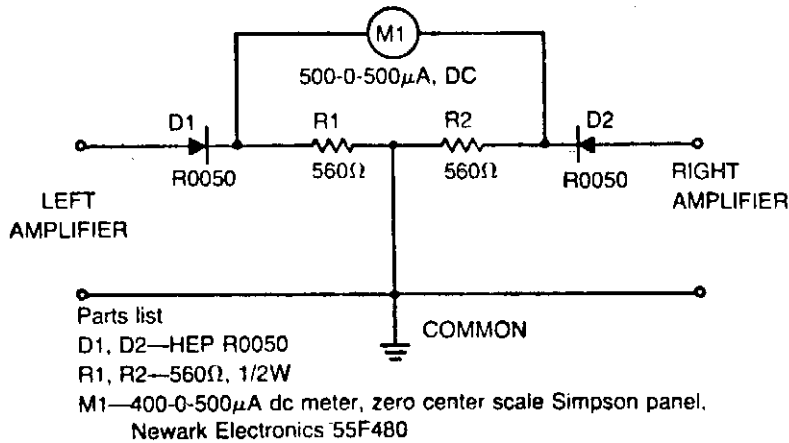 M1
500-0-500μA, DC
D1 R1 R2 D2
R0050 560Ω 560Ω R0050
LEFT
AMPLIFIER
RIGHT
AMPLIFIER
COMMON
Parts list
D1, D2—HEP R0050
R1, R2—560Ω, 1/2W
M1—400-0-500μA dc meter, zero center scale Simpson panel,
Newark Electronics 55F480